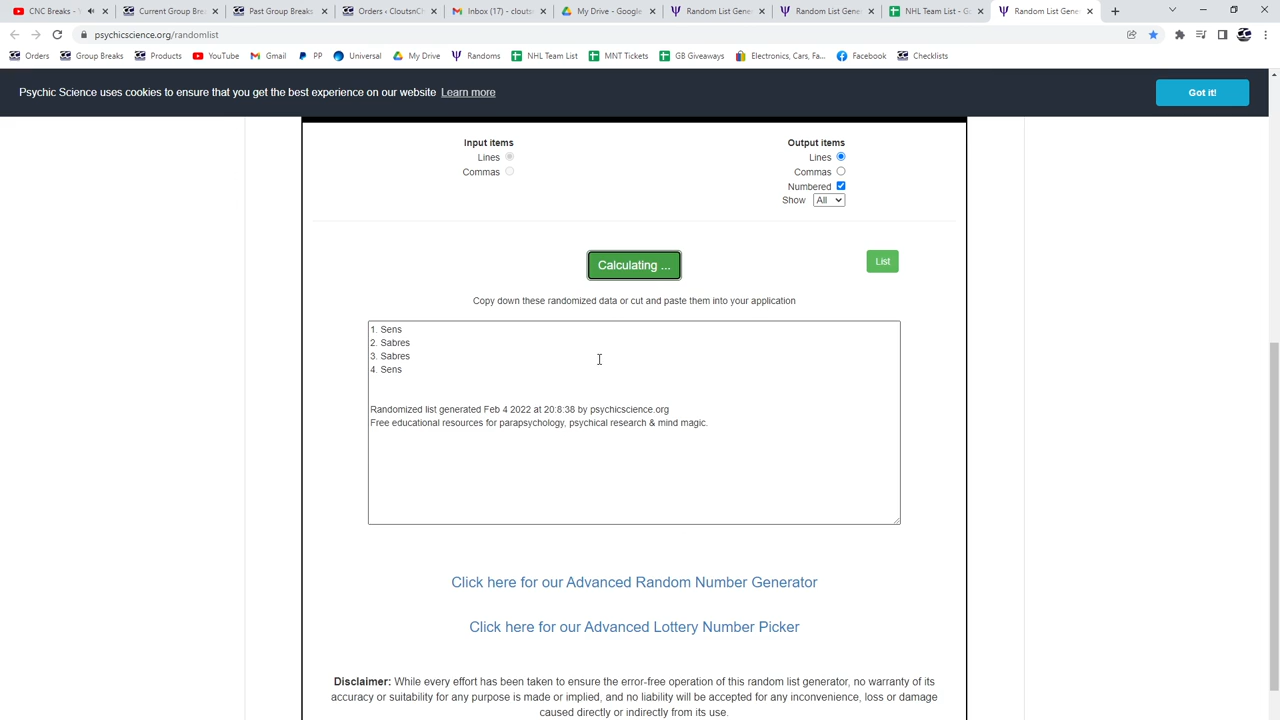 CNC Breaks - Y
Current Group Brea
Past Group Breaks
Orders < CloutsnCh
Inbox (17) - cloutsn
My Drive - Google
Random List Gener
Random List Gene
NHL Team List - Go
Random List Gene
psychicscience.org/randomlist
Orders
Group Breaks
Products
YouTube
Gmail
PP
Universal
My Drive
Randoms
NHL Team List
MNT Tickets
GB Giveaways
Electronics, Cars, Fa...
Facebook
Checklists
Psychic Science uses cookies to ensure that you get the best experience on our website Learn more
Got it!
Input items
Lines
Commas
Output items
Lines
Commas
Numbered
Show All
Calculating ...
List
Copy down these randomized data or cut and paste them into your application
1. Sens
2. Sabres
3. Sabres
4. Sens
Randomized list generated Feb 4 2022 at 20:8:38 by psychicscience.org
Free educational resources for parapsychology, psychical research & mind magic.
Click here for our Advanced Random Number Generator
Click here for our Advanced Lottery Number Picker
Disclaimer: While every effort has been taken to ensure the error-free operation of this random list generator, no warranty of its
accuracy or suitability for any purpose is made or implied, and no liability will be accepted for any inconvenience, loss or damage
caused directly or indirectly from its use.